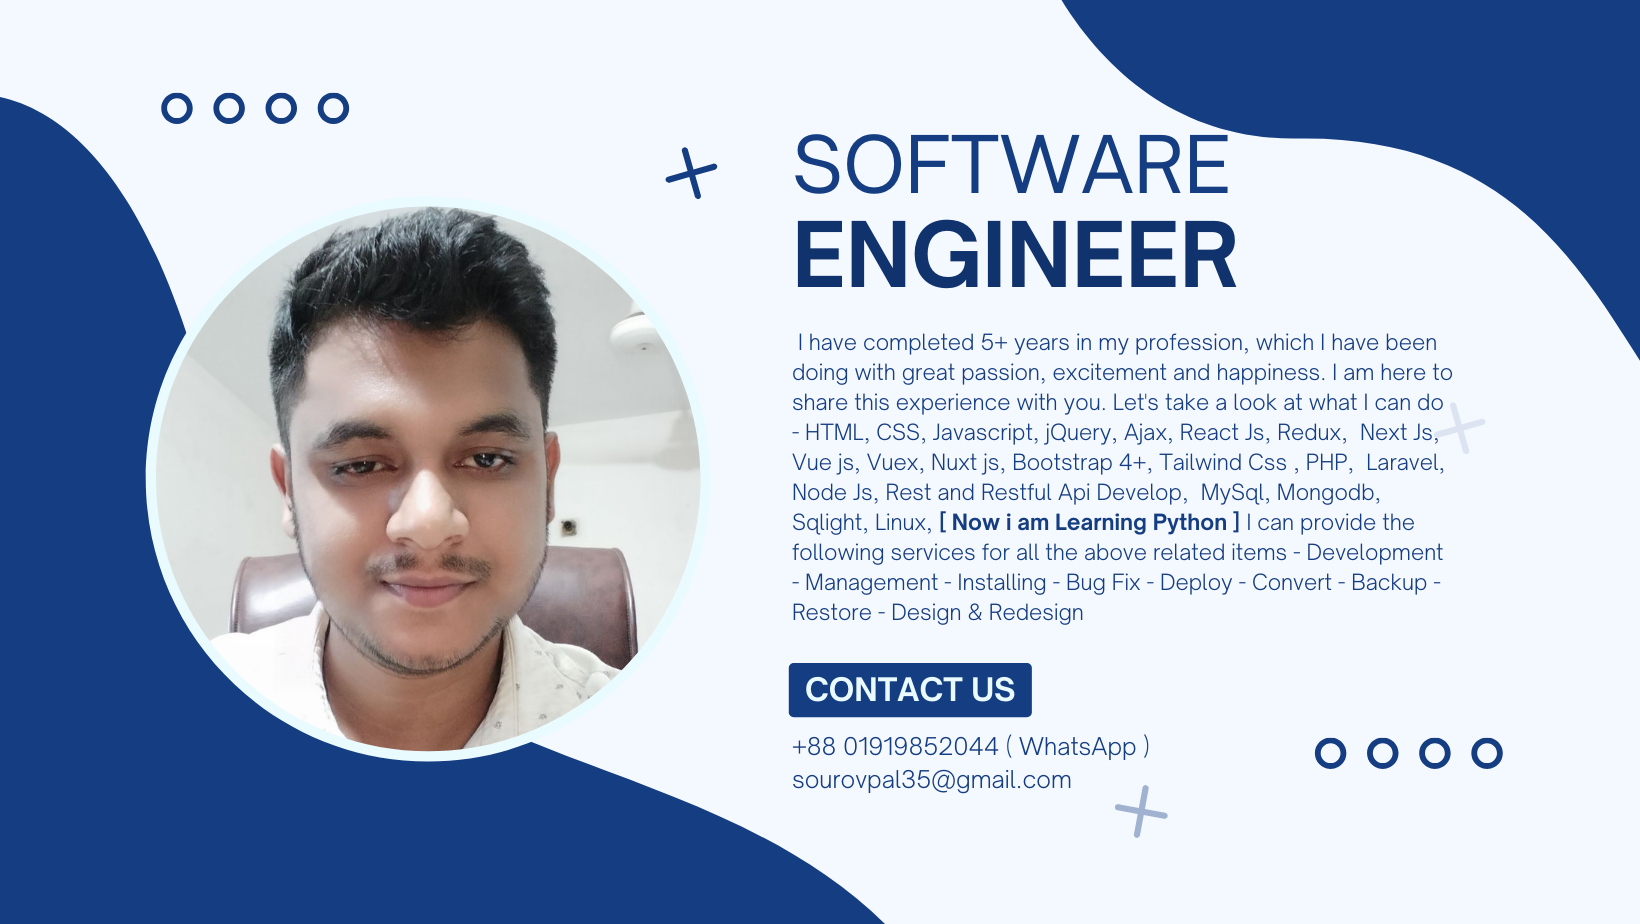 SOFTWARE
ENGINEER
I have completed 5+ years in my profession, which I have been
doing with great passion, excitement and happiness. I am here to
share this experience with you. Let's take a look at what I can do
- HTML, CSS, Javascript, jQuery, Ajax, React Js, Redux,  Next Js,
Vue js, Vuex, Nuxt js, Bootstrap 4+, Tailwind Css , PHP,  Laravel,
Node Js, Rest and Restful Api Develop,  MySql, Mongodb,
Sqlight, Linux, [ Now i am Learning Python ] I can provide the
following services for all the above related items - Development
- Management - Installing - Bug Fix - Deploy - Convert - Backup -
Restore - Design & Redesign
CONTACT US
+88 01919852044 ( WhatsApp )
sourovpal35@gmail.com